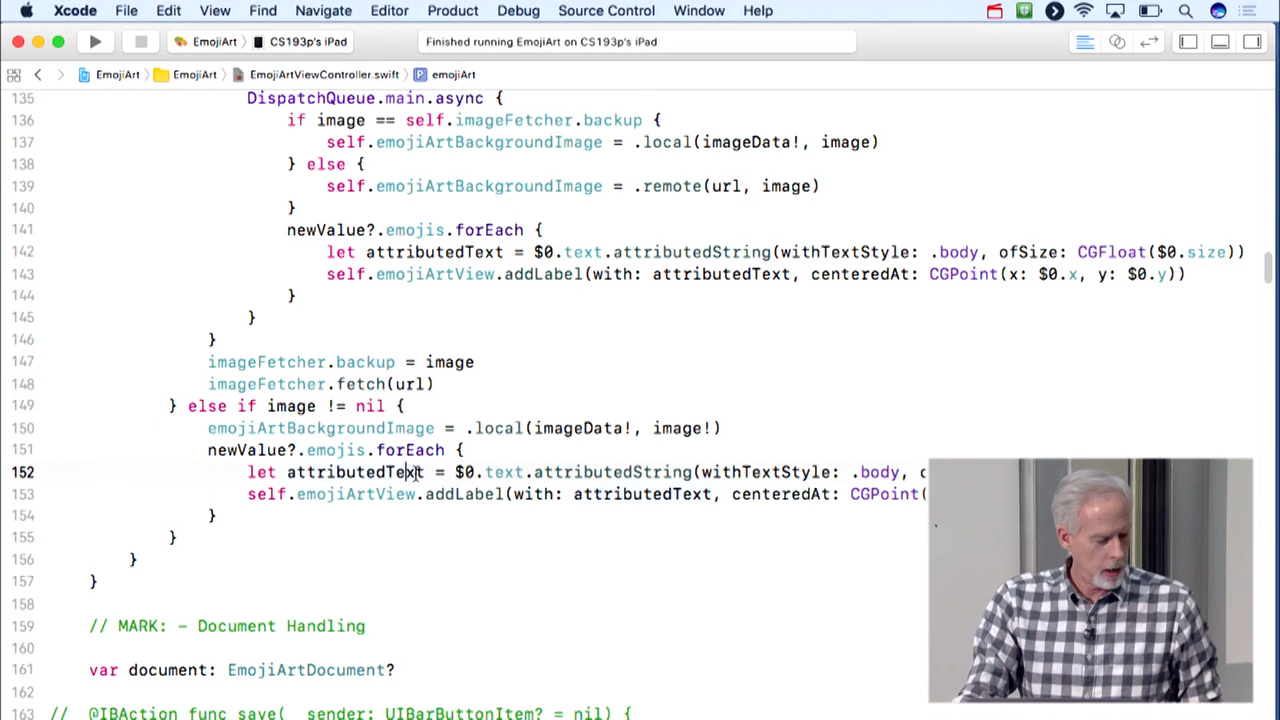 Xcode File Edit View Find Navigate Editor Product Debug Source Control Window Help
EmojiArt CS193p's iPad Finished running EmojiArt on CS193p's iPad
EmojiArt EmojiArt EmojiArtViewController.swift P emojiArt
135 DispatchQueue.main.async {
136 if image == self.imageFetcher.backup {
137 self.emojiArtBackgroundImage = .local(imageData!, image)
138 } else {
139 self.emojiArtBackgroundImage = .remote(url, image)
140 }
141 newValue?.emojis.forEach {
142 let attributedText = $0.text.attributedString(withTextStyle: .body, ofSize: CGFloat($0.size))
143 self.emojiArtView.addLabel(with: attributedText, centeredAt: CGPoint(x: $0.x, y: $0.y))
144 }
145 }
146 }
147 imageFetcher.backup = image
148 imageFetcher.fetch(url)
149 } else if image != nil {
150 emojiArtBackgroundImage = .local(imageData!, image!)
151 newValue?.emojis.forEach {
152 let attributedText = $0.text.attributedString(withTextStyle: .body,
153 self.emojiArtView.addLabel(with: attributedText, centeredAt: CGPoint(
154 }
155 }
156 }
157 }
158
159 // MARK: - Document Handling
160
161 var document: EmojiArtDocument?
162
163 // @IBAction func save(_ sender: UIBarButtonItem? = nil) {